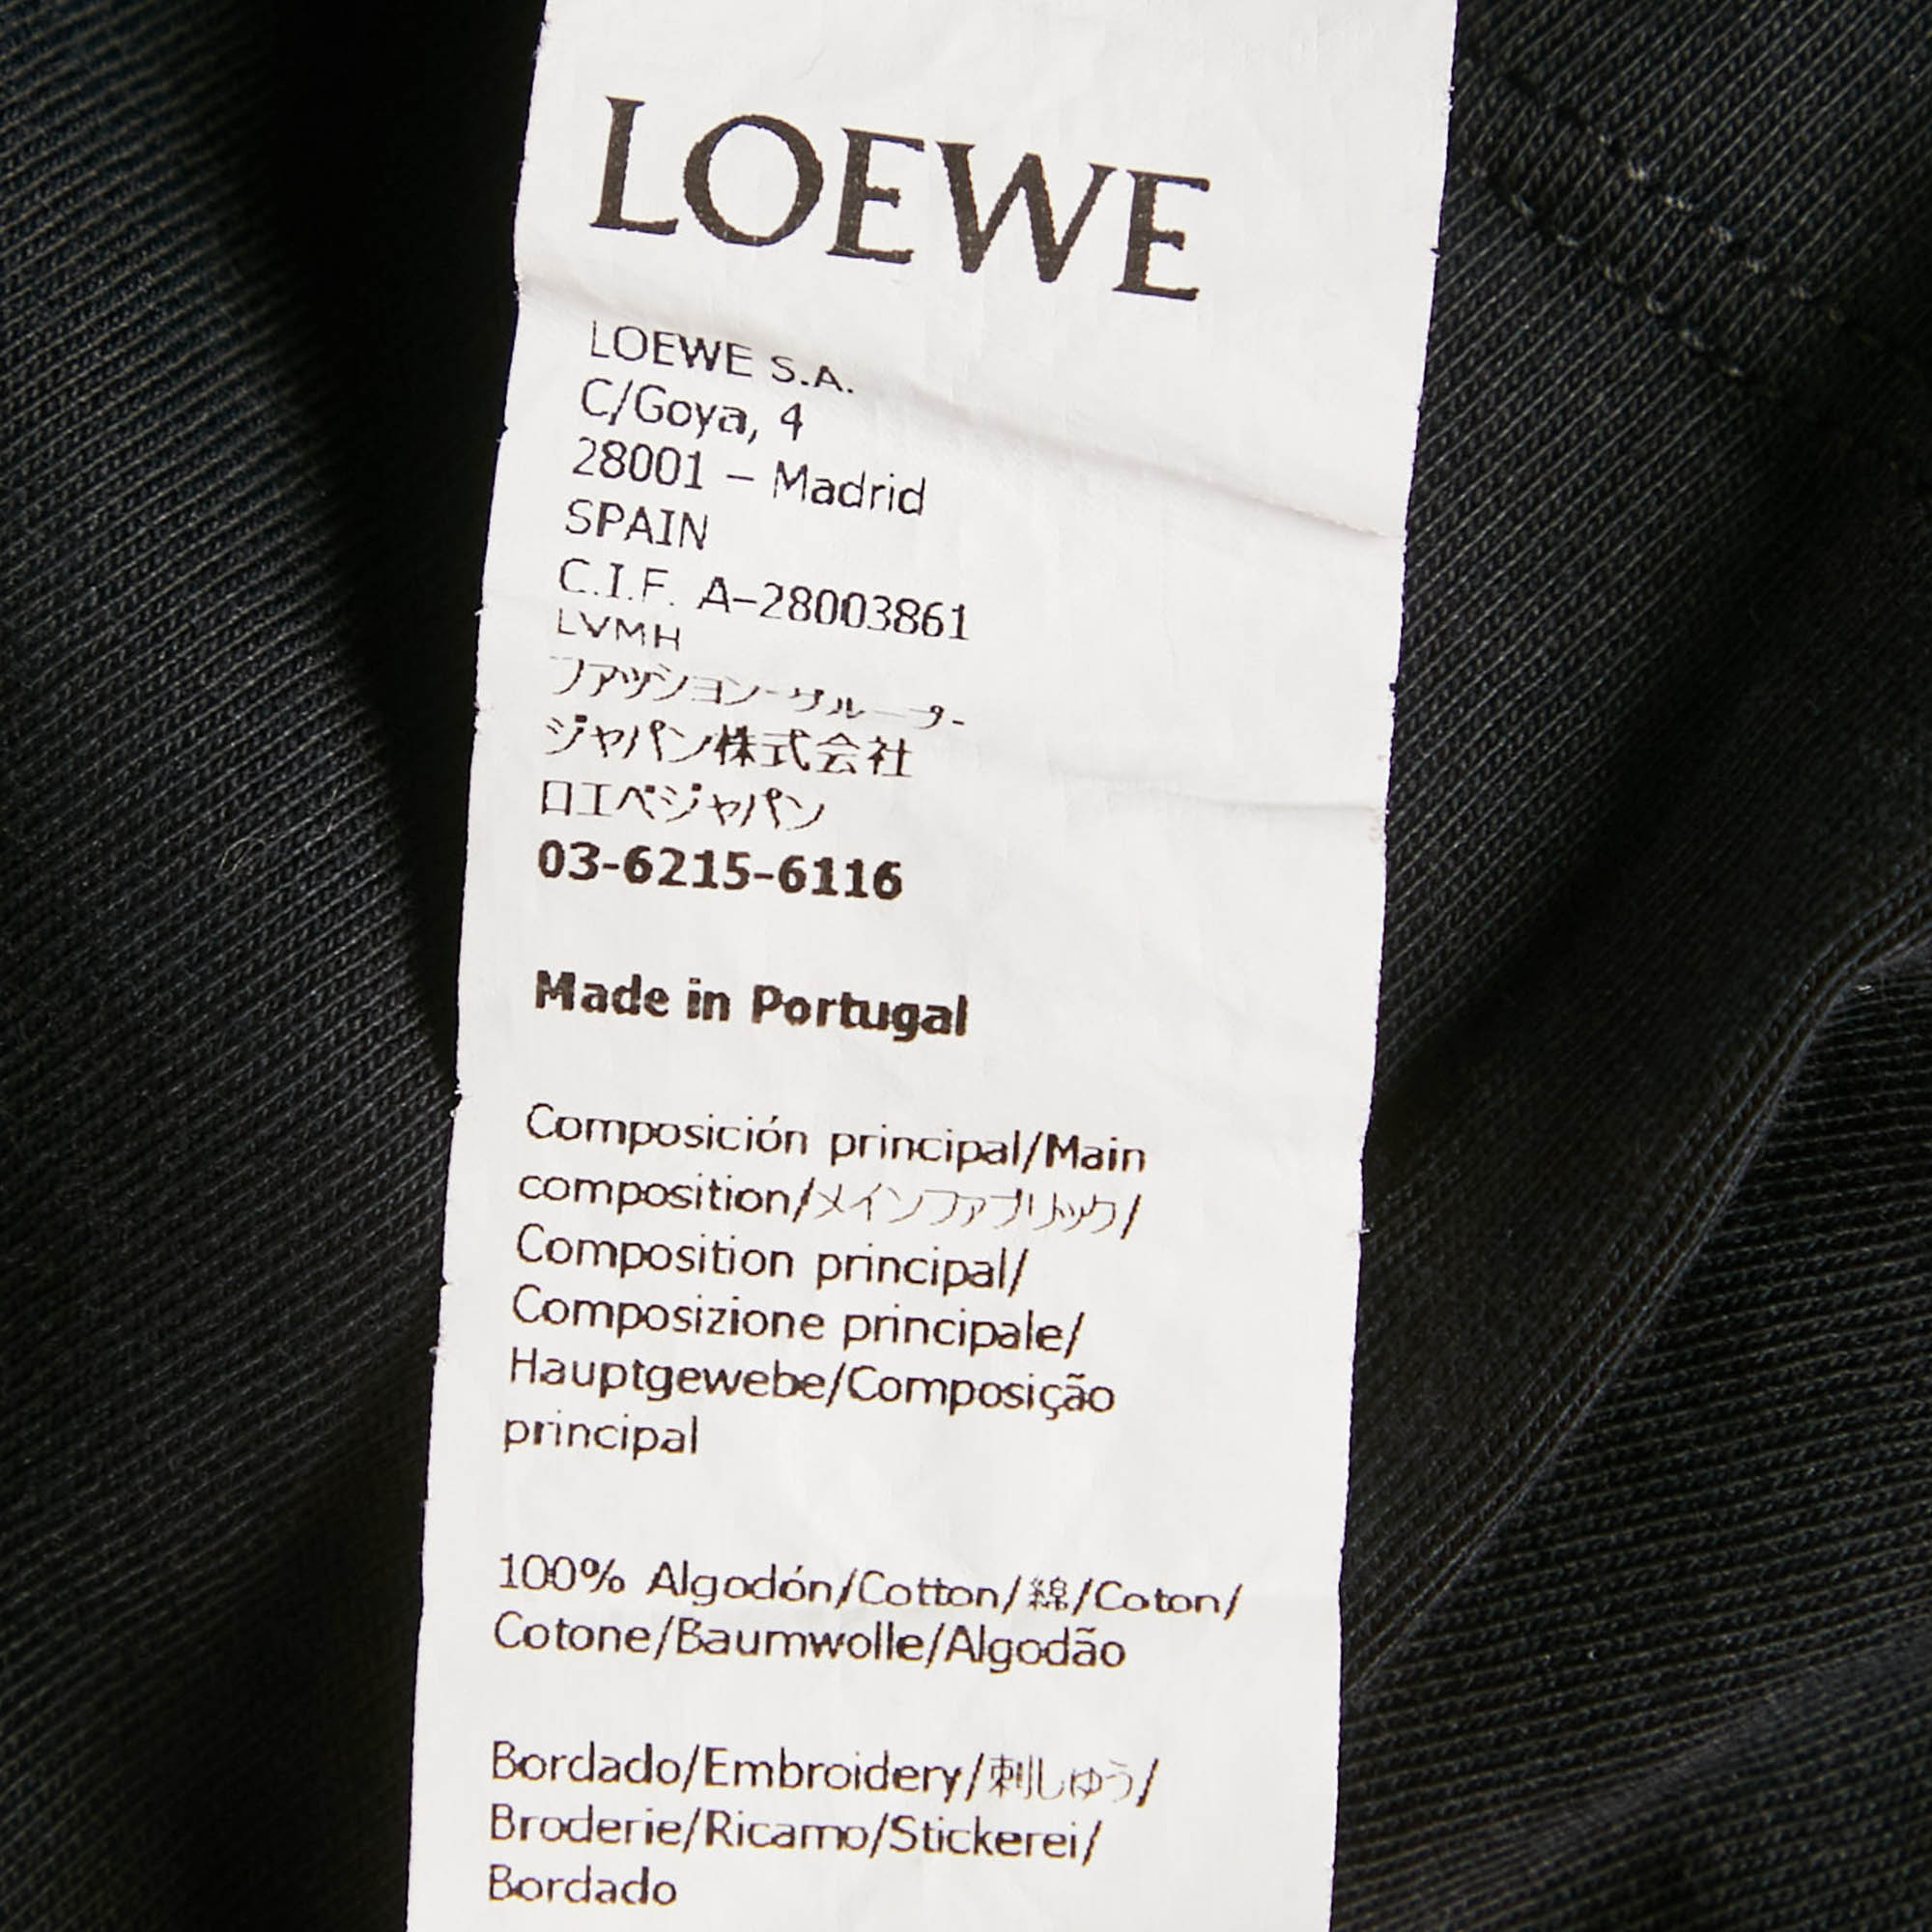 LOEWE
LOEWE S.A.
C/Goya, 4
28001 – Madrid
SPAIN
C.I.F. A–28003861
LVMH
ファッション・グループ・
ジャパン株式会社
ロエベジャパン
03-6215-6116
Made in Portugal
Composición principal/Main
composition/メインファブリック/
Composition principal/
Composizione principale/
Hauptgewebe/Composição
principal
100% Algodón/Cotton/綿/Coton/
Cotone/Baumwolle/Algodão
Bordado/Embroidery/刺しゅう/
Broderie/Ricamo/Stickerei/
Bordado